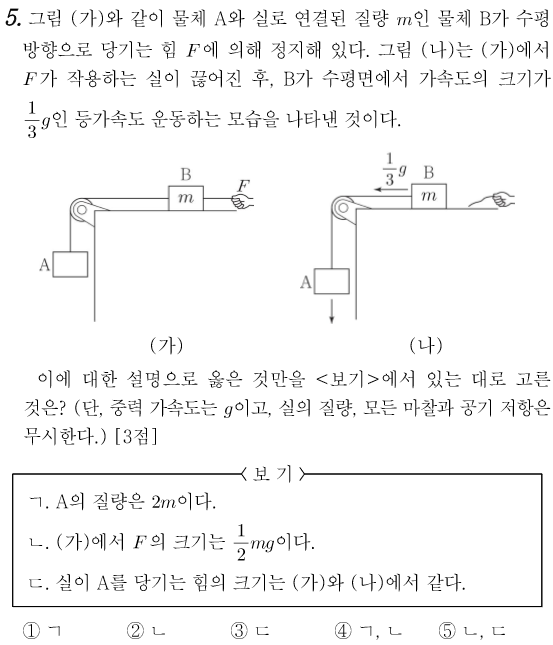 5. 그림 (가)와 같이 물체 A와 실로 연결된 질량 m인 물체 B가 수평
방향으로 당기는 힘 F에 의해 정지해 있다. 그림 (나)는 (가)에서
F가 작용하는 실이 끊어진 후, B가 수평면에서 가속도의 크기가
1/3 g인 등가속도 운동하는 모습을 나타낸 것이다.
B
m
F
A
(가)
1/3 g
B
m
A
(나)
이에 대한 설명으로 옳은 것만을 <보기>에서 있는 대로 고른
것은? (단, 중력 가속도는 g이고, 실의 질량, 모든 마찰과 공기 저항은
무시한다.) [3점]
<보 기>
ㄱ. A의 질량은 2m이다.
ㄴ. (가)에서 F의 크기는 1/2 mg이다.
ㄷ. 실이 A를 당기는 힘의 크기는 (가)와 (나)에서 같다.
① ㄱ ② ㄴ ③ ㄷ ④ ㄱ, ㄴ ⑤ ㄴ, ㄷ